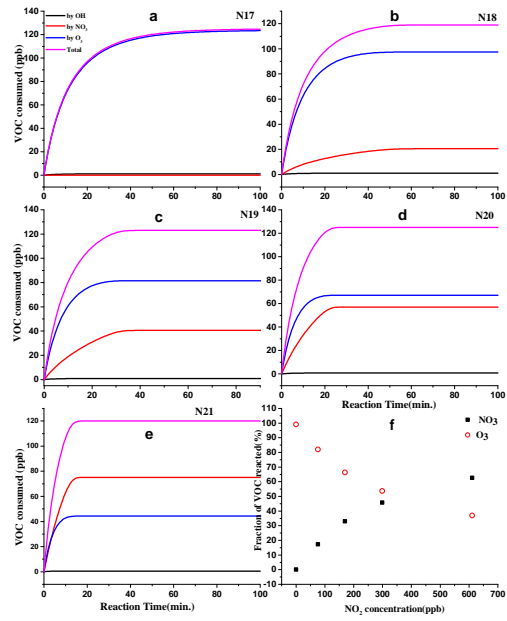 by OH
by NO3
by O3
Total
a
N17
VOC consumed (ppb)
140
120
100
80
60
40
20
0
0 20 40 60 80 100
b
N18
120
100
80
60
40
20
0
0 20 40 60 80 100
c
N19
VOC consumed (ppb)
140
120
100
80
60
40
20
0
0 20 40 60 80
d
N20
140
120
100
80
60
40
20
0
0 20 40 60 80 100
Reaction Time(min.)
e
N21
VOC consumed (ppb)
120
100
80
60
40
20
0
0 20 40 60 80 100
Reaction Time(min.)
f
NO3
O3
Fraction of VOC reacted(%)
110
100
90
80
70
60
50
40
30
20
10
0
0 100 200 300 400 500 600 700
NO2 concentration(ppb)